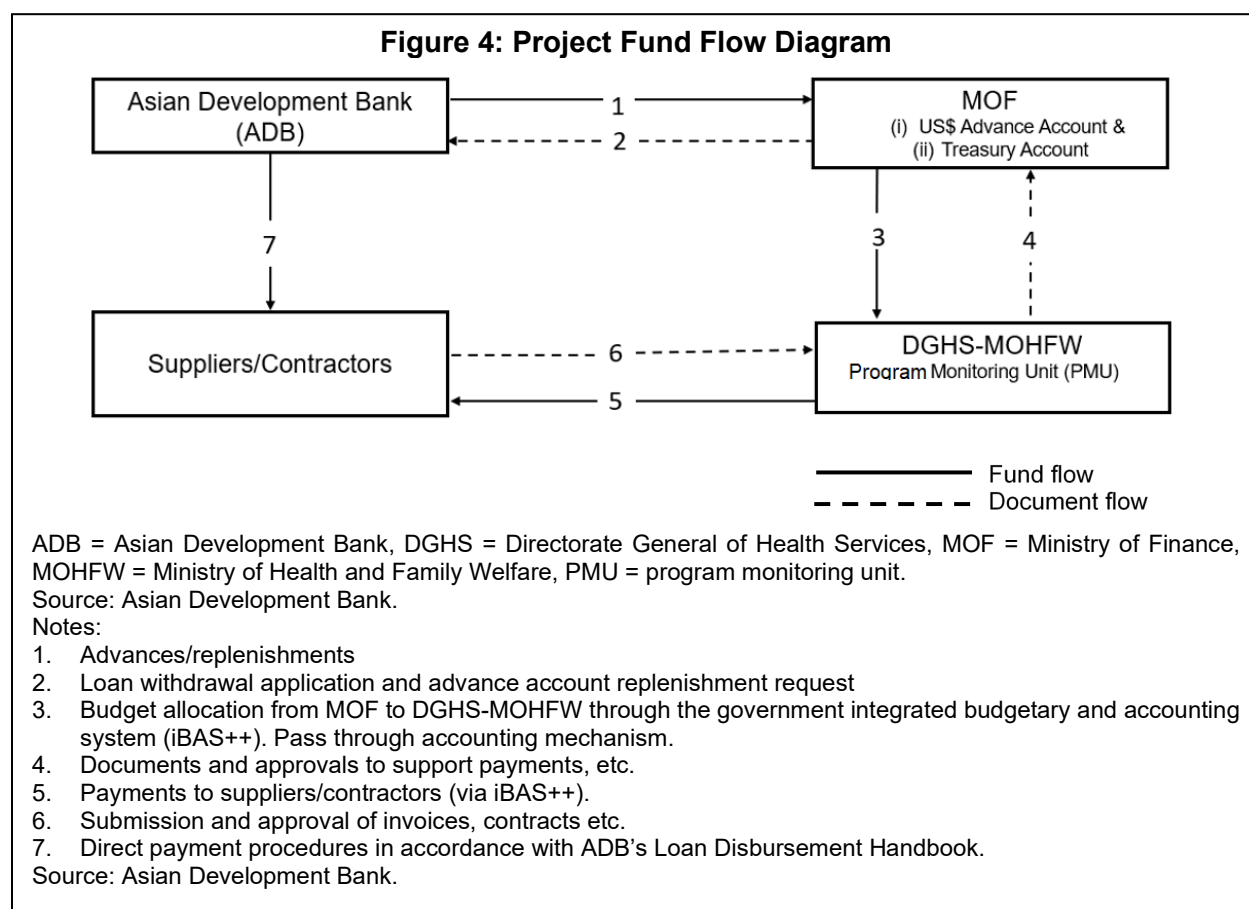 Figure 4: Project Fund Flow Diagram
Asian Development Bank
(ADB)
1
2
MOF
(i) US$ Advance Account &
(ii) Treasury Account
7
3
4
Suppliers/Contractors
6
5
DGHS-MOHFW
Program Monitoring Unit (PMU)
Fund flow
Document flow
ADB = Asian Development Bank, DGHS = Directorate General of Health Services, MOF = Ministry of Finance,
MOHFW = Ministry of Health and Family Welfare, PMU = program monitoring unit.
Source: Asian Development Bank.
Notes:
1. Advances/replenishments
2. Loan withdrawal application and advance account replenishment request
3. Budget allocation from MOF to DGHS-MOHFW through the government integrated budgetary and accounting
system (iBAS++). Pass through accounting mechanism.
4. Documents and approvals to support payments, etc.
5. Payments to suppliers/contractors (via iBAS++).
6. Submission and approval of invoices, contracts etc.
7. Direct payment procedures in accordance with ADB’s Loan Disbursement Handbook.
Source: Asian Development Bank.